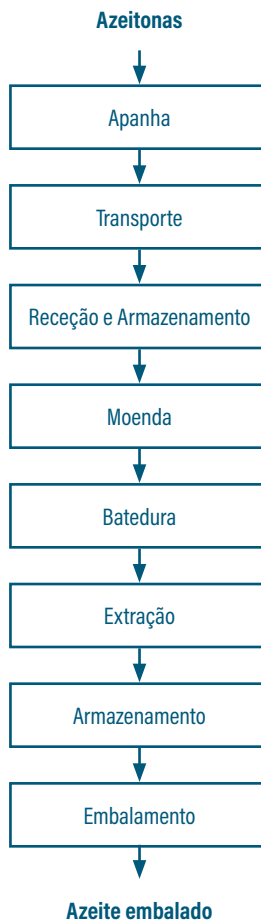 Azeitonas
Apanha
Transporte
Receção e Armazenamento
Moenda
Batedura
Extração
Armazenamento
Embalamento
Azeite embalado